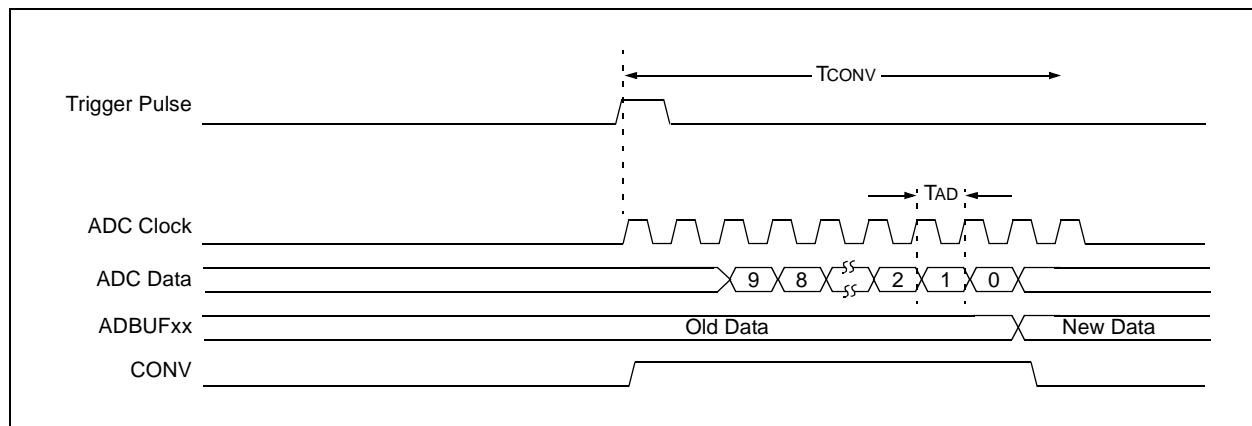 TCONV
Trigger Pulse
TAD
ADC Clock
ADC Data
9 8 2 1 0
ADBUFxx
Old Data New Data
CONV